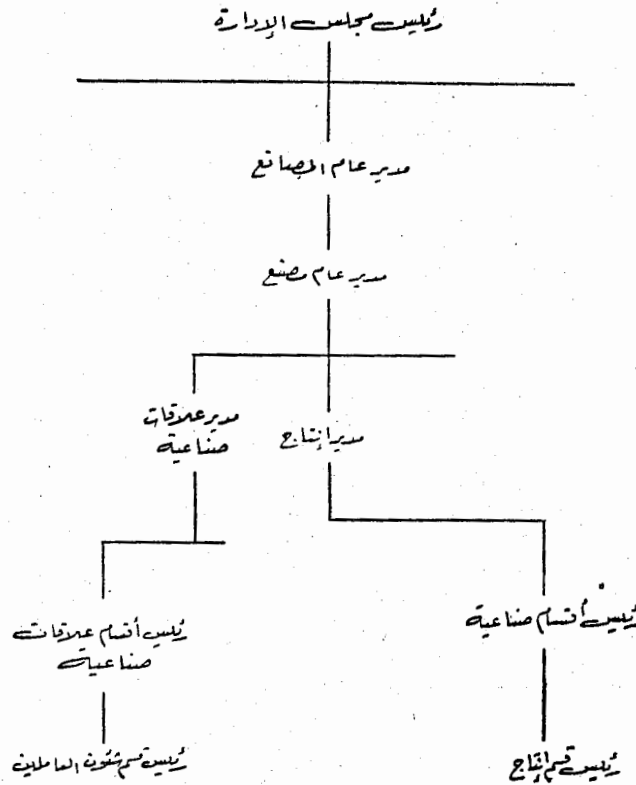 رئيس مجلس الإدارة
مدير عام المصانع
مدير عام مصنع
مدير إنتاج
مدير علاقات
صناعية
رئيس أقسام صناعية
رئيس أقسام علاقات
صناعية
رئيس قسم إنتاج
رئيس قسم شئون العاملين